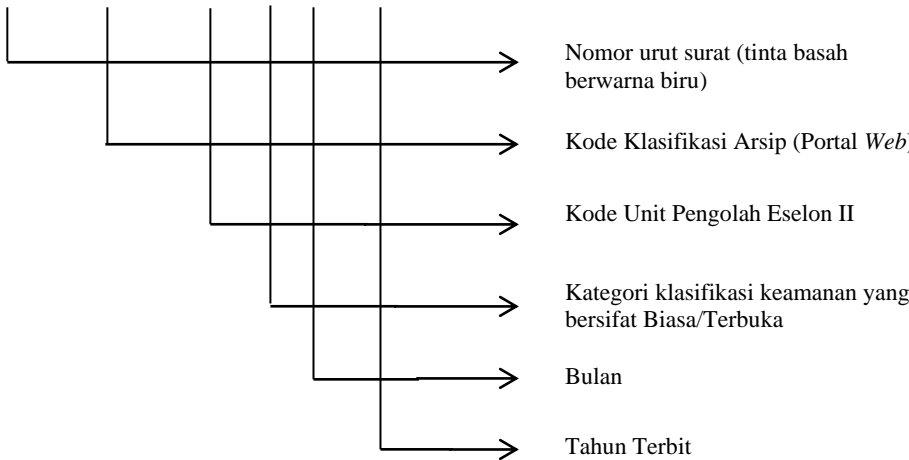 Nomor urut surat (tinta basah
berwarna biru)
Kode Klasifikasi Arsip (Portal Web)
Kode Unit Pengolah Eselon II
Kategori klasifikasi keamanan yang
bersifat Biasa/Terbuka
Bulan
Tahun Terbit